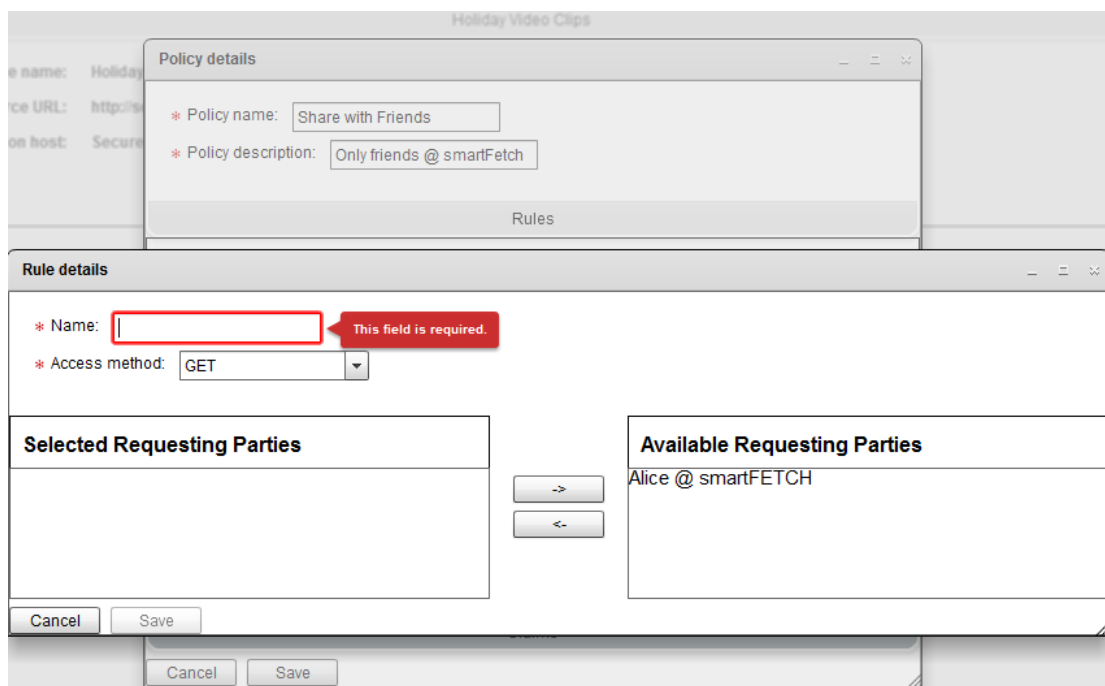 Holiday Video Clips
Policy details
e name: Holiday
rce URL: http://s
on host: Secure
* Policy name: Share with Friends
* Policy description: Only friends @ smartFetch
Rules
Rule details
* Name: This field is required.
* Access method: GET
Selected Requesting Parties
Available Requesting Parties
Alice @ smartFETCH
->
<-
Cancel Save
Cancel Save